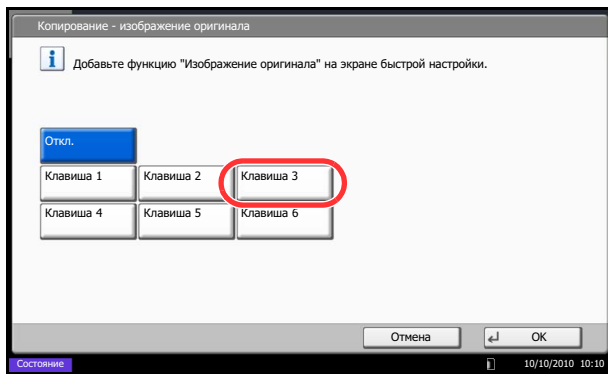 Копирование - изображение оригинала
i Добавьте функцию "Изображение оригинала" на экране быстрой настройки.
Откл.
Клавиша 1 Клавиша 2 Клавиша 3
Клавиша 4 Клавиша 5 Клавиша 6
Отмена OK
Состояние 10/10/2010 10:10